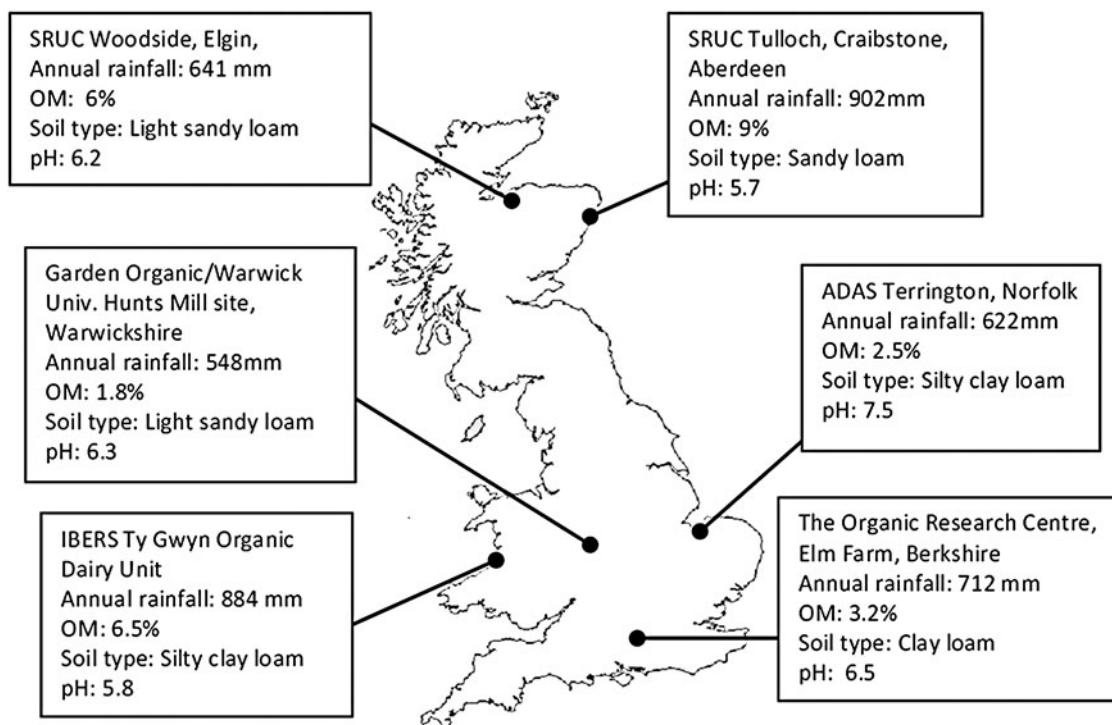 SRUC Woodside, Elgin,
Annual rainfall: 641 mm
OM:  6%
Soil type: Light sandy loam
pH: 6.2
SRUC Tulloch, Craibstone,
Aberdeen
Annual rainfall: 902mm
OM: 9%
Soil type: Sandy loam
pH: 5.7
Garden Organic/Warwick
Univ. Hunts Mill site,
Warwickshire
Annual rainfall: 548mm
OM: 1.8%
Soil type: Light sandy loam
pH: 6.3
ADAS Terrington, Norfolk
Annual rainfall: 622mm
OM: 2.5%
Soil type: Silty clay loam
pH: 7.5
IBERS Ty Gwyn Organic
Dairy Unit
Annual rainfall: 884 mm
OM: 6.5%
Soil type: Silty clay loam
pH: 5.8
The Organic Research Centre,
Elm Farm, Berkshire
Annual rainfall: 712 mm
OM: 3.2%
Soil type: Clay loam
pH:  6.5